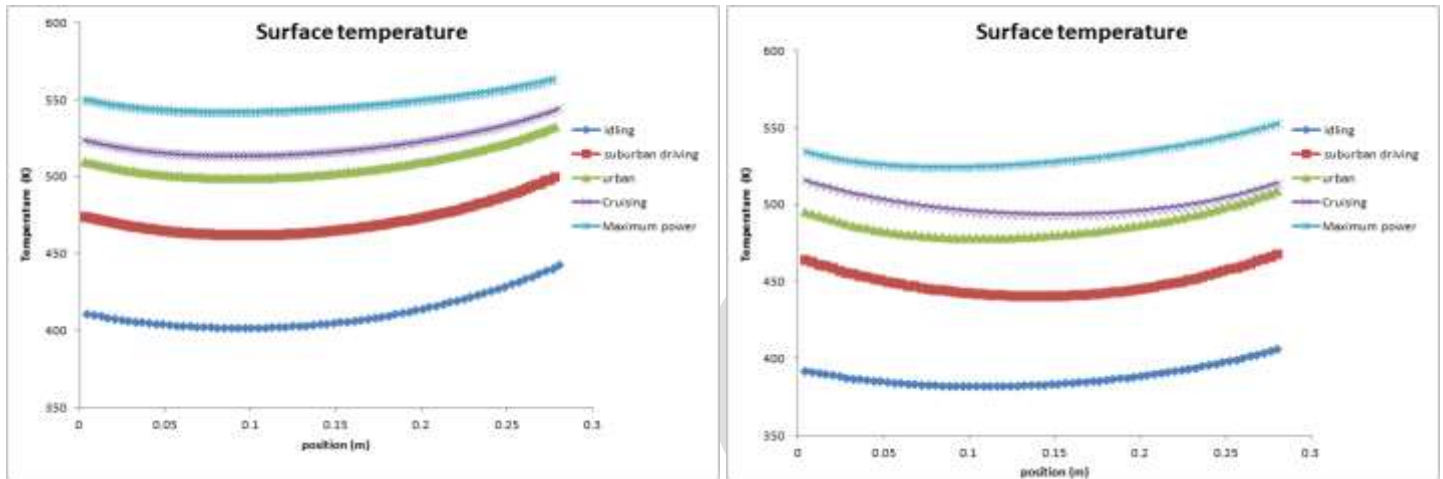 Surface temperature
600
550
500
450
400
350
Temperature (K)
0
0.05
0.1
0.15
0.2
0.25
0.3
position (m)
idling
suburban driving
urban
Cruising
Maximum power
Surface temperature
600
550
500
450
400
350
Temperature (K)
0
0.05
0.1
0.15
0.2
0.25
0.3
position (m)
idling
suburban driving
urban
Cruising
Maximum power